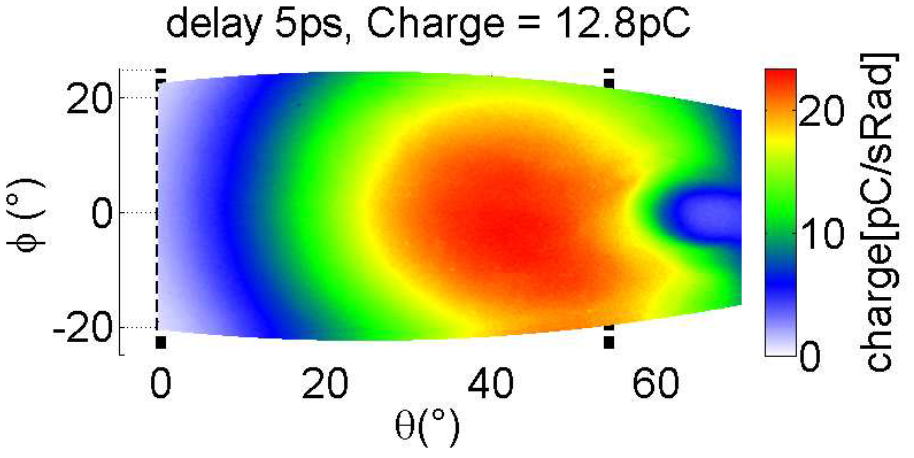 delay 5ps, Charge = 12.8pC
20
0
-20
ϕ (°)
0 20 40 60
θ(°)
20
10
0
charge[pC/sRad]